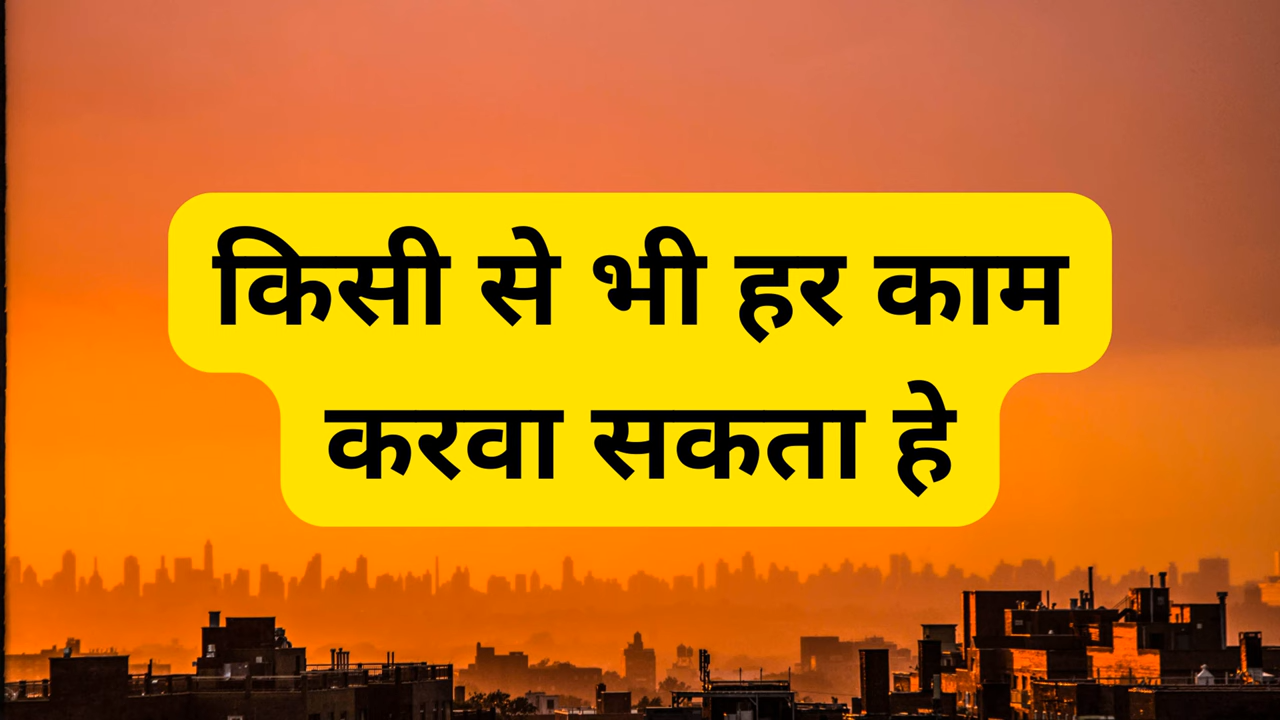 किसी से भी हर काम
करवा सकता हे